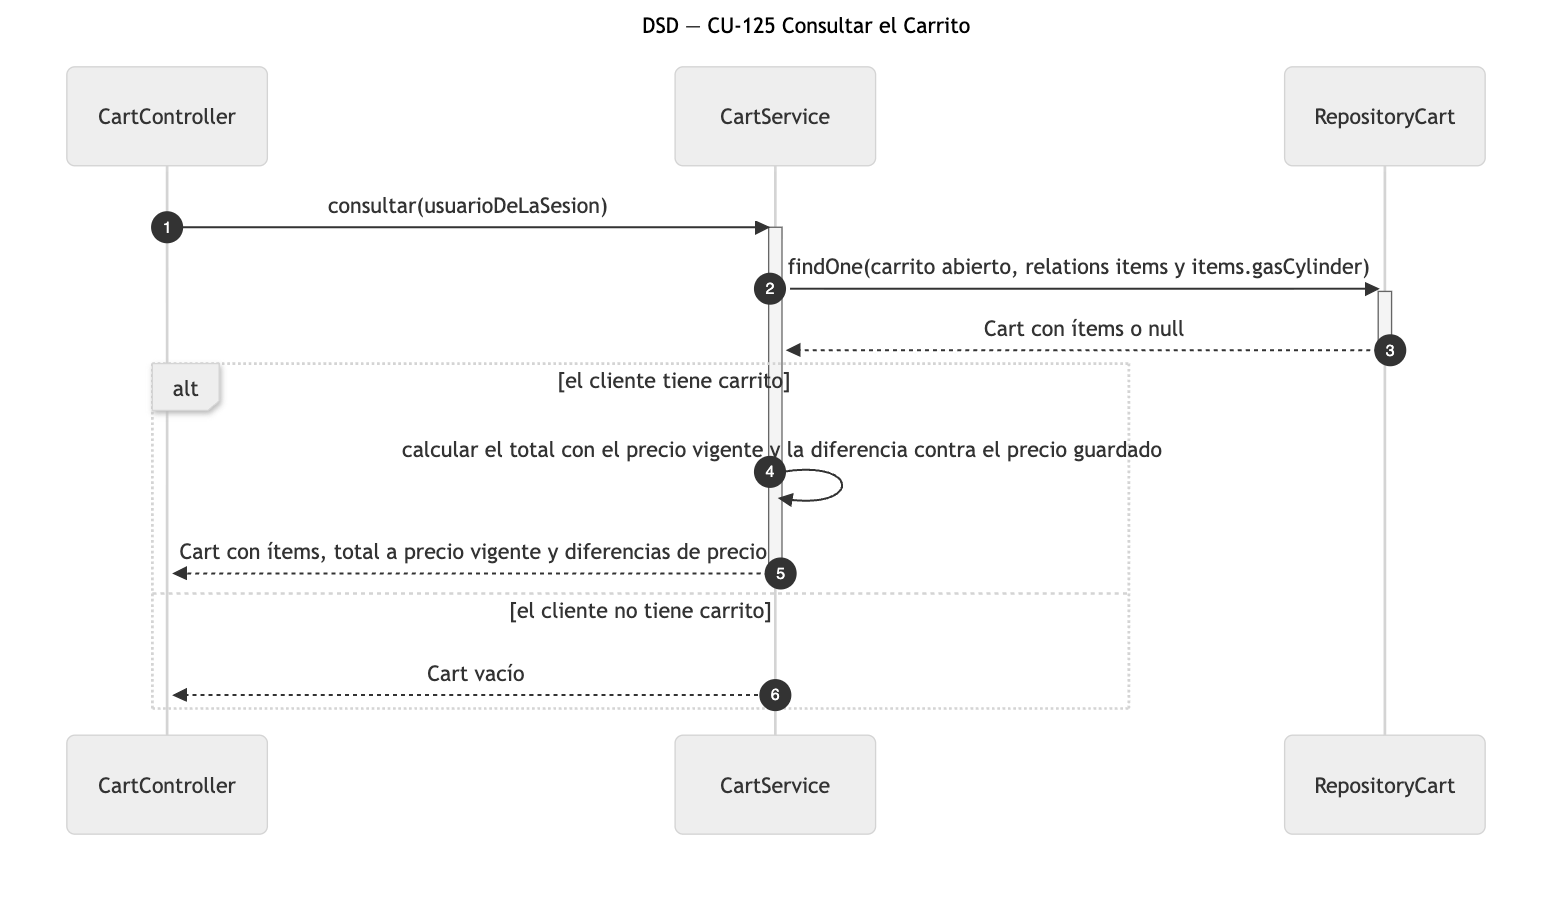 DSD — CU-125 Consultar el Carrito
CartController
CartService
RepositoryCart
consultar(usuarioDeLaSesion)
1
findOne(carrito abierto, relations items y items.gasCylinder)
2
Cart con ítems o null
3
alt
[el cliente tiene carrito]
calcular el total con el precio vigente y la diferencia contra el precio guardado
4
Cart con ítems, total a precio vigente y diferencias de precio
5
[el cliente no tiene carrito]
Cart vacío
6
CartController
CartService
RepositoryCart